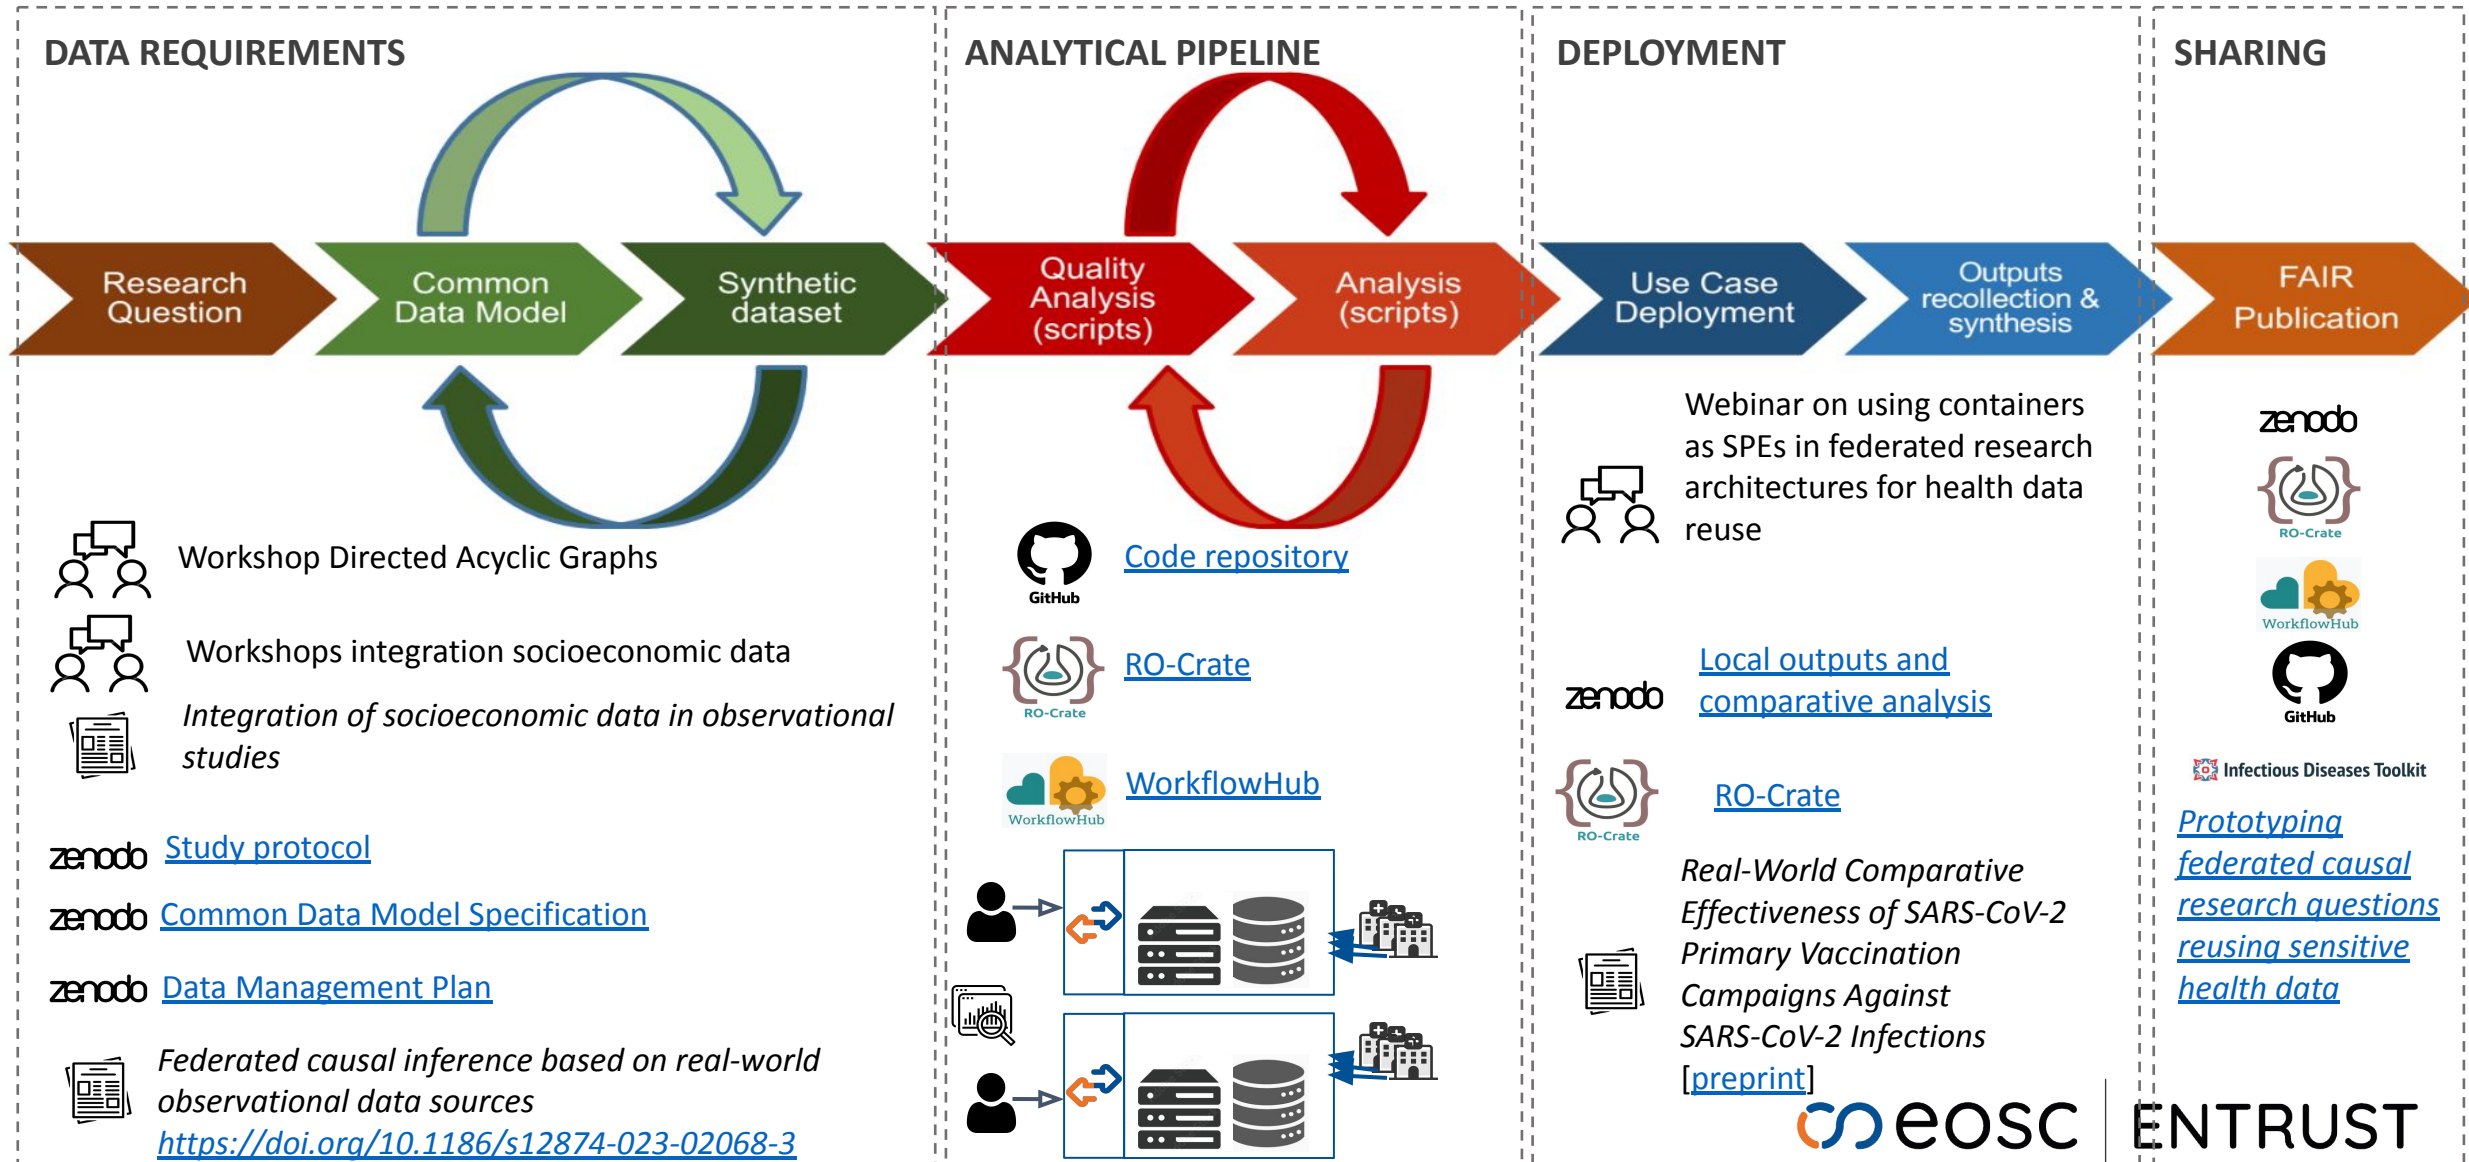 DATA REQUIREMENTS
Research
Question
Common
Data Model
Synthetic
dataset
Workshop Directed Acyclic Graphs
Workshops integration socioeconomic data
Integration of socioeconomic data in observational
studies
zenodo Study protocol
zenodo Common Data Model Specification
zenodo Data Management Plan
Federated causal inference based on real-world
observational data sources
https://doi.org/10.1186/s12874-023-02068-3
ANALYTICAL PIPELINE
Quality
Analysis
(scripts)
Analysis
(scripts)
GitHub
Code repository
RO-Crate
RO-Crate
WorkflowHub
WorkflowHub
DEPLOYMENT
Use Case
Deployment
Outputs
recollection &
synthesis
Webinar on using containers
as SPEs in federated research
architectures for health data
reuse
zenodo
Local outputs and
comparative analysis
RO-Crate
RO-Crate
Real-World Comparative
Effectiveness of SARS-CoV-2
Primary Vaccination
Campaigns Against
SARS-CoV-2 Infections
[preprint]
SHARING
FAIR
Publication
zenodo
RO-Crate
WorkflowHub
GitHub
Infectious Diseases Toolkit
Prototyping
federated causal
research questions
reusing sensitive
health data
eosc | ENTRUST